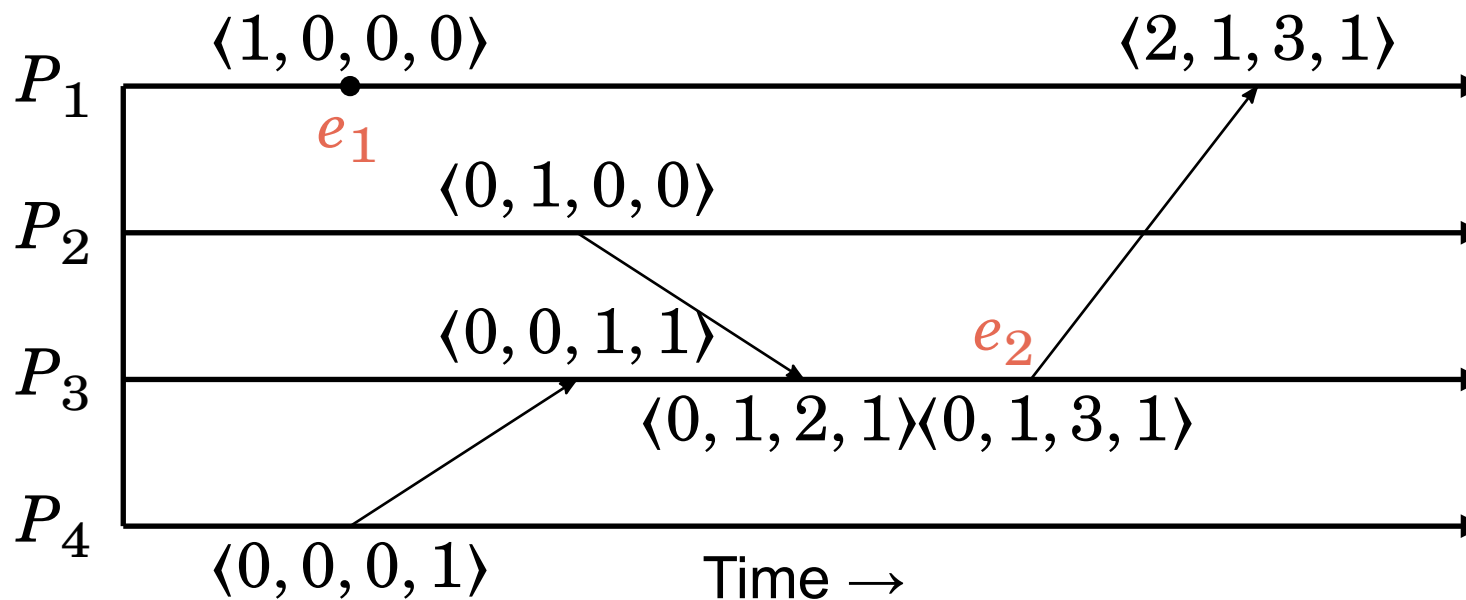 ⟨1, 0, 0, 0⟩ ⟨2, 1, 3, 1⟩
P₁
e₁
⟨0, 1, 0, 0⟩
P₂
⟨0, 0, 1, 1⟩ e₂
P₃
⟨0, 1, 2, 1⟩⟨0, 1, 3, 1⟩
P₄
⟨0, 0, 0, 1⟩ Time →